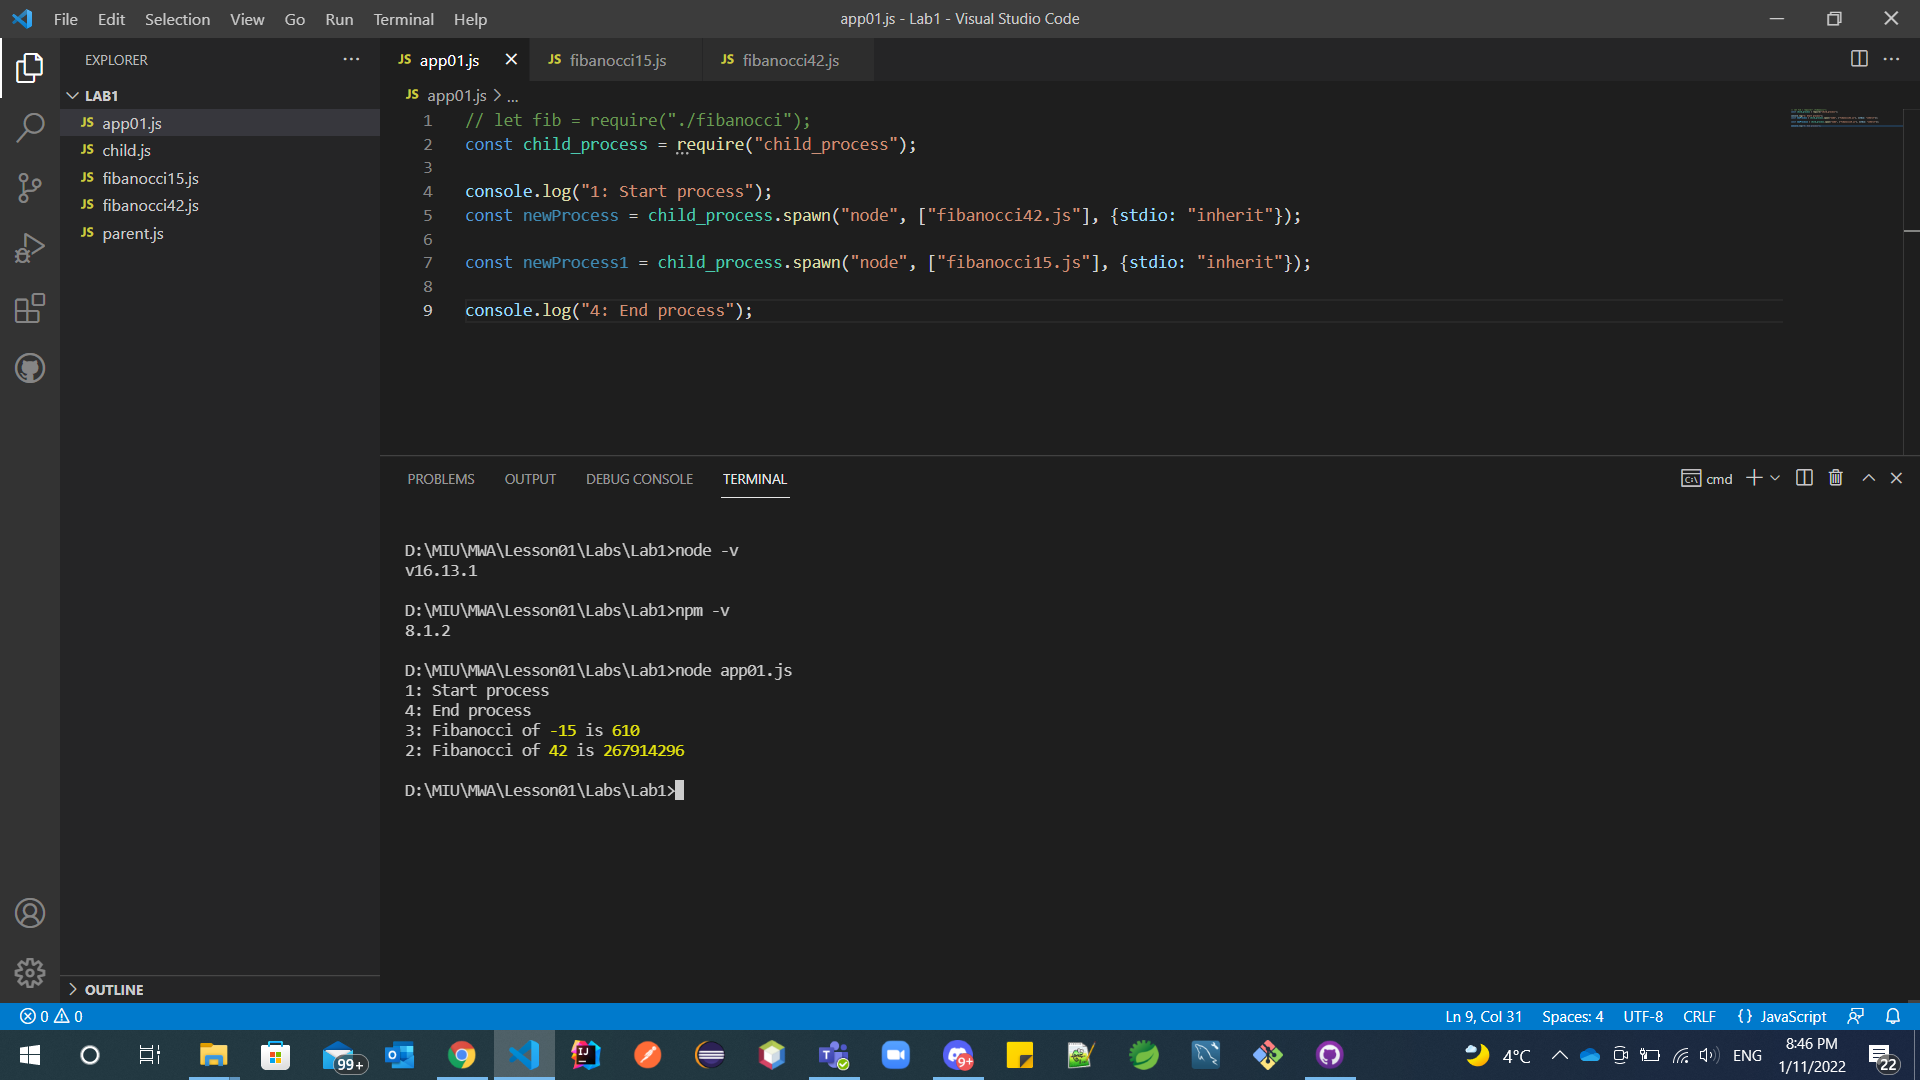 File Edit Selection View Go Run Terminal Help
app01.js - Lab1 - Visual Studio Code
EXPLORER
LAB1
JS app01.js
JS child.js
JS fibanocci15.js
JS fibanocci42.js
JS parent.js
OUTLINE
JS app01.js JS fibanocci15.js JS fibanocci42.js
JS app01.js > ...
1 // let fib = require("./fibanocci");
2 const child_process = require("child_process");
3
4 console.log("1: Start process");
5 const newProcess = child_process.spawn("node", ["fibanocci42.js"], {stdio: "inherit"});
6
7 const newProcess1 = child_process.spawn("node", ["fibanocci15.js"], {stdio: "inherit"});
8
9 console.log("4: End process");
PROBLEMS OUTPUT DEBUG CONSOLE TERMINAL
cmd
D:\MIU\MWA\Lesson01\Labs\Lab1>node -v
v16.13.1
D:\MIU\MWA\Lesson01\Labs\Lab1>npm -v
8.1.2
D:\MIU\MWA\Lesson01\Labs\Lab1>node app01.js
1: Start process
4: End process
3: Fibanocci of -15 is 610
2: Fibanocci of 42 is 267914296
D:\MIU\MWA\Lesson01\Labs\Lab1>
0 0
Ln 9, Col 31 Spaces: 4 UTF-8 CRLF {} JavaScript
99+
9+
4°C
ENG
8:46 PM
1/11/2022
22